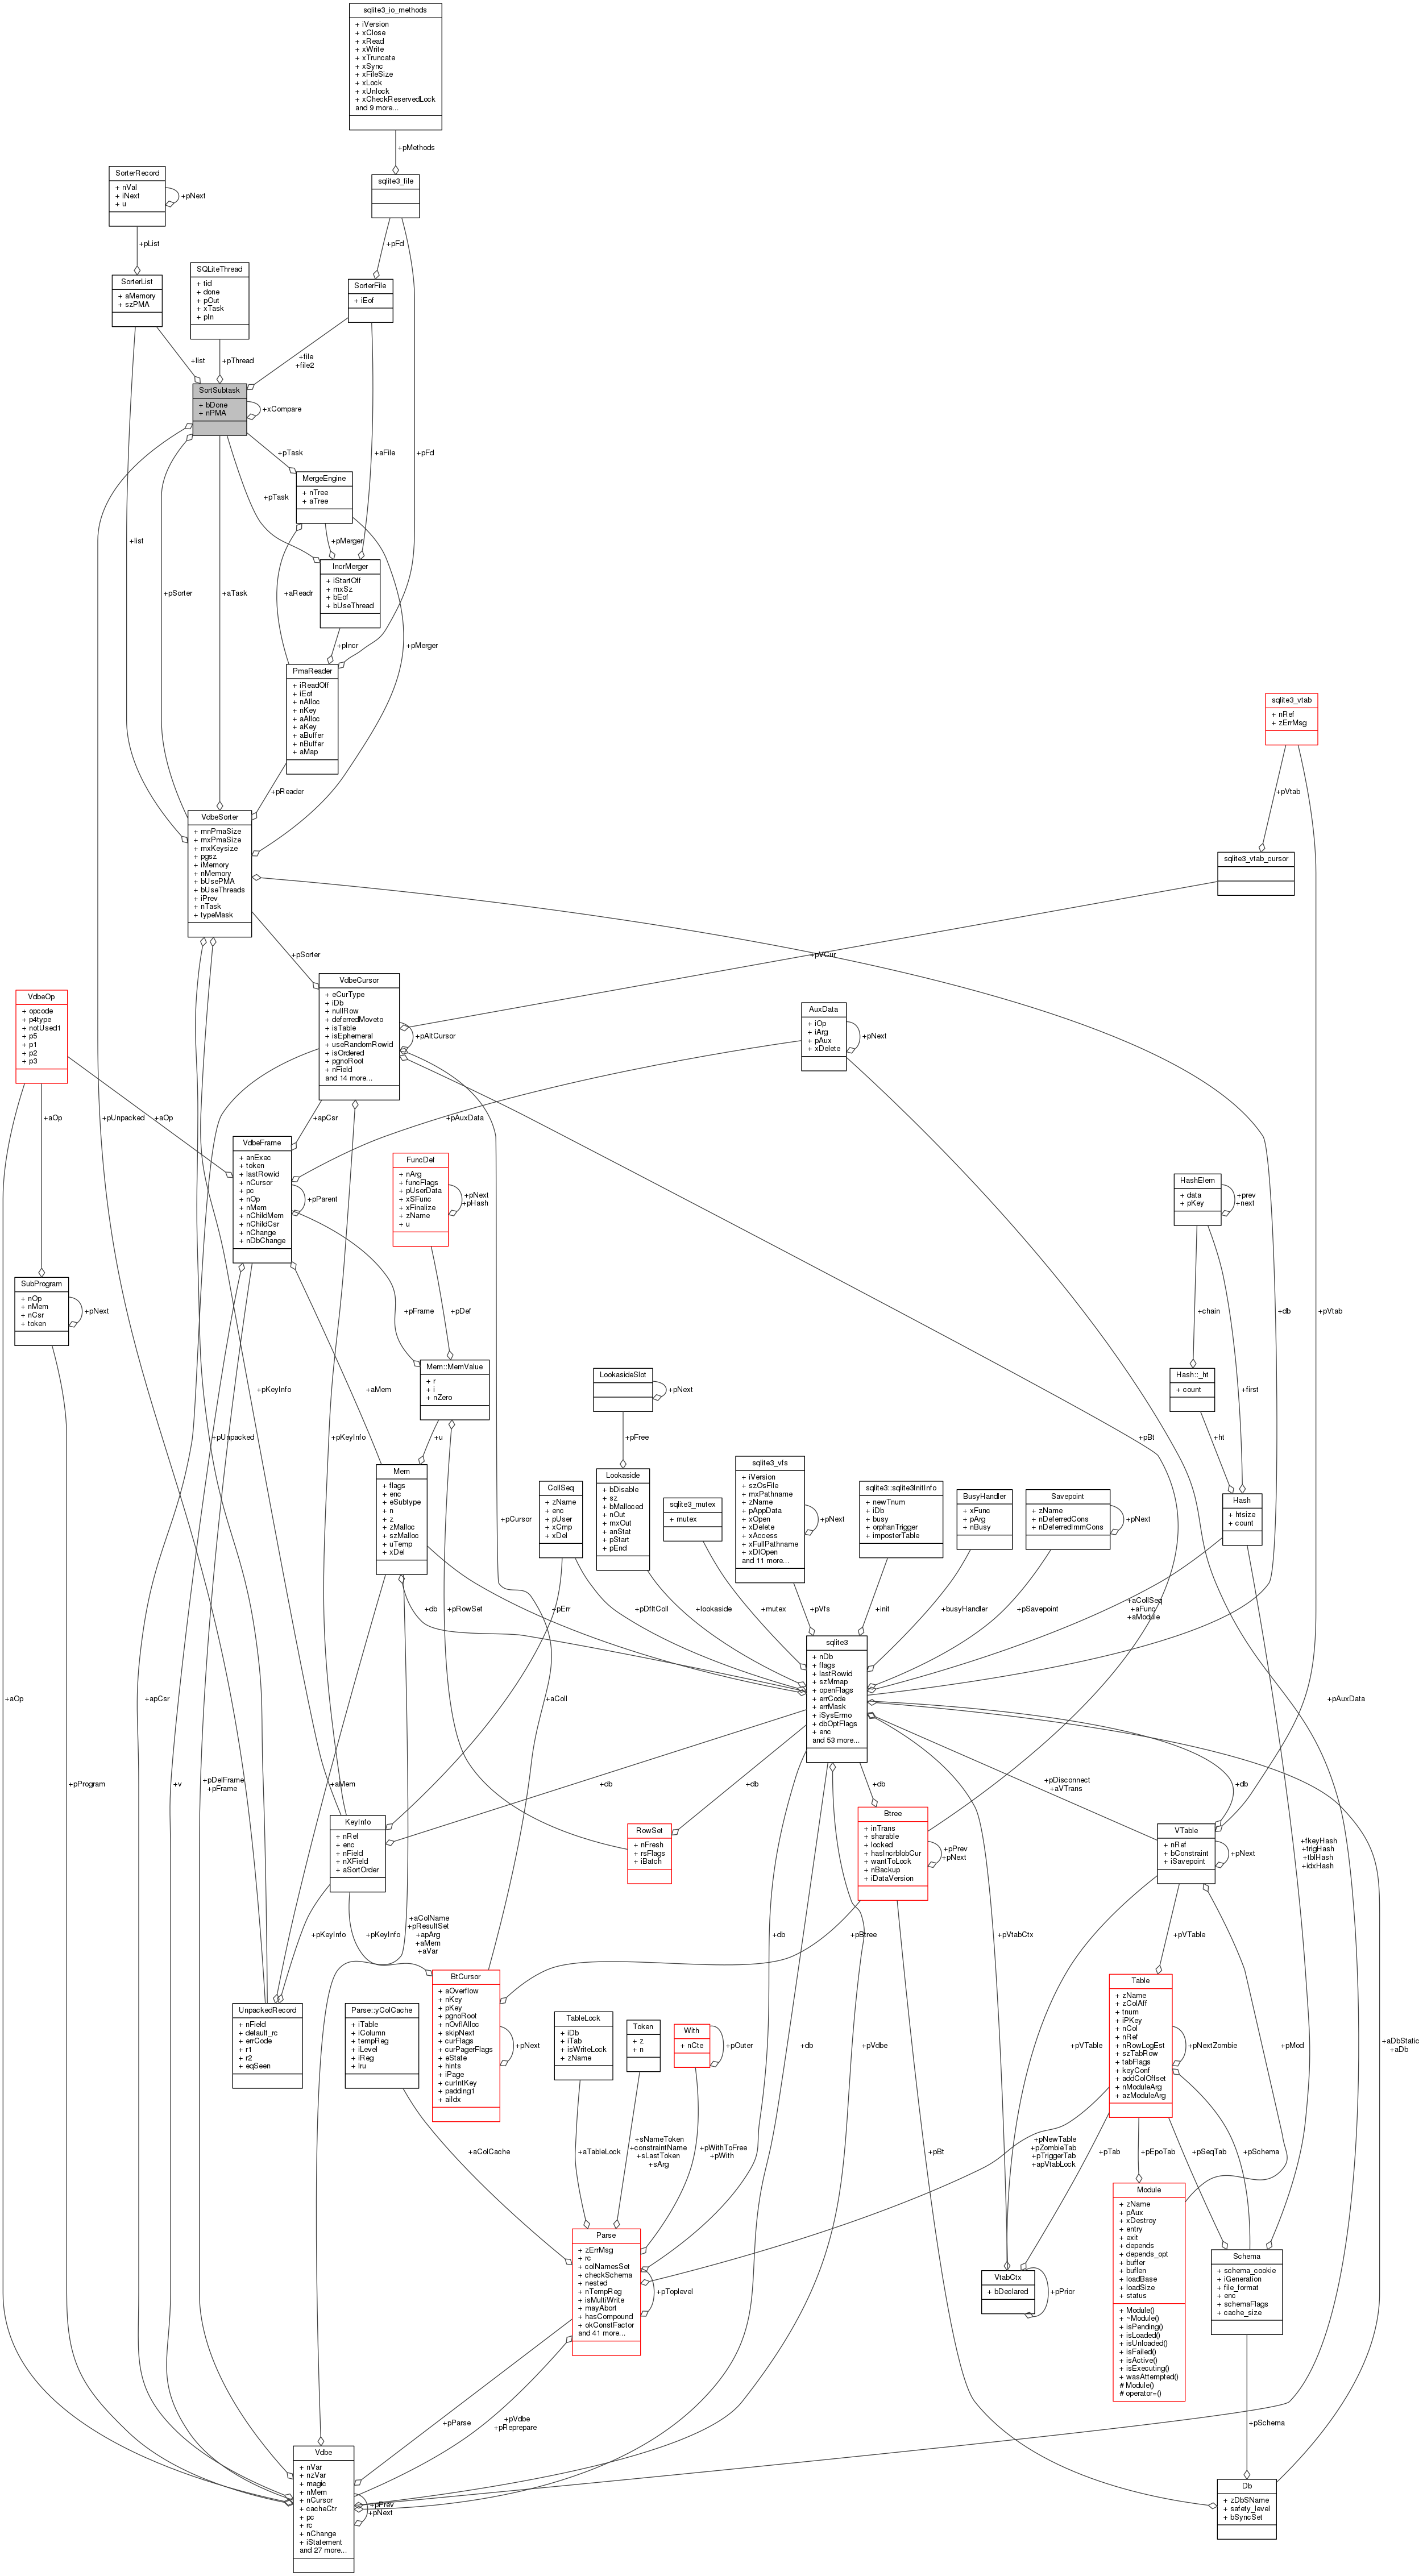 sqlite3_io_methods
+ iVersion
+ xClose
+ xRead
+ xWrite
+ xTruncate
+ xSync
+ xFileSize
+ xLock
+ xUnlock
+ xCheckReservedLock
and 9 more...
+pMethods
SorterRecord
+ nVal
+ iNext
+ u
+pNext
sqlite3_file
+pList
+pFd
SQLiteThread
+ tid
+ done
+ pOut
+ xTask
+ pIn
SorterList
+ aMemory
+ szPMA
SorterFile
+ iEof
+list
+pThread
+file
+file2
SortSubtask
+ bDone
+ nPMA
+xCompare
+pTask
+aFile
+pFd
MergeEngine
+ nTree
+ aTree
+pTask
+list
+pMerger
IncrMerger
+ iStartOff
+ mxSz
+ bEof
+ bUseThread
+pSorter
+aTask
+aReadr
+pIncr
+pMerger
PmaReader
+ iReadOff
+ iEof
+ nAlloc
+ nKey
+ aAlloc
+ aKey
+ aBuffer
+ nBuffer
+ aMap
sqlite3_vtab
+ nRef
+ zErrMsg
+pReader
+pVtab
VdbeSorter
+ mnPmaSize
+ mxPmaSize
+ mxKeysize
+ pgsz
+ iMemory
+ nMemory
+ bUsePMA
+ bUseThreads
+ iPrev
+ nTask
+ typeMask
sqlite3_vtab_cursor
+pSorter
+pVCur
VdbeCursor
+ eCurType
+ iDb
+ nullRow
+ deferredMoveto
+ isTable
+ isEphemeral
+ useRandomRowid
+ isOrdered
+ pgnoRoot
+ nField
and 14 more...
+pAltCursor
VdbeOp
+ opcode
+ p4type
+ notUsed1
+ p5
+ p1
+ p2
+ p3
AuxData
+ iOp
+ iArg
+ pAux
+ xDelete
+pNext
+aOp
+pUnpacked
+aOp
+apCsr
+pAuxData
VdbeFrame
+ anExec
+ token
+ lastRowid
+ nCursor
+ pc
+ nOp
+ nMem
+ nChildMem
+ nChildCsr
+ nChange
+ nDbChange
+pParent
FuncDef
+ nArg
+ funcFlags
+ pUserData
+ xSFunc
+ xFinalize
+ zName
+ u
+pNext
+pHash
HashElem
+ data
+ pKey
+prev
+next
SubProgram
+ nOp
+ nMem
+ nCsr
+ token
+pNext
+pFrame
+pDef
+chain
+db
+pVtab
+pKeyInfo
+aMem
Mem::MemValue
+ r
+ i
+ nZero
LookasideSlot
+pNext
Hash::_ht
+ count
+first
+pUnpacked
+pKeyInfo
+u
+pCursor
+pFree
+pBt
+ht
Mem
+ flags
+ enc
+ eSubtype
+ n
+ z
+ zMalloc
+ szMalloc
+ uTemp
+ xDel
CollSeq
+ zName
+ enc
+ pUser
+ xCmp
+ xDel
Lookaside
+ bDisable
+ sz
+ bMalloced
+ nOut
+ mxOut
+ anStat
+ pStart
+ pEnd
sqlite3_mutex
+ mutex
sqlite3_vfs
+ iVersion
+ szOsFile
+ mxPathname
+ zName
+ pAppData
+ xOpen
+ xDelete
+ xAccess
+ xFullPathname
+ xDlOpen
and 11 more...
+pNext
sqlite3::sqlite3InitInfo
+ newTnum
+ iDb
+ busy
+ orphanTrigger
+ imposterTable
BusyHandler
+ xFunc
+ pArg
+ nBusy
Savepoint
+ zName
+ nDeferredCons
+ nDeferredImmCons
+pNext
Hash
+ htsize
+ count
+db
+pRowSet
+pErr
+pDfltColl
+lookaside
+mutex
+pVfs
+init
+busyHandler
+pSavepoint
+aCollSeq
+aFunc
+aModule
sqlite3
+ nDb
+ flags
+ lastRowid
+ szMmap
+ openFlags
+ errCode
+ errMask
+ iSysErrno
+ dbOptFlags
+ enc
and 53 more...
+aOp
+apCsr
+aColl
+pAuxData
+pProgram
+v
+pDelFrame
+pFrame
+aMem
+db
+db
+db
+pDisconnect
+aVTrans
+db
KeyInfo
+ nRef
+ enc
+ nField
+ nXField
+ aSortOrder
RowSet
+ nFresh
+ rsFlags
+ iBatch
Btree
+ inTrans
+ sharable
+ locked
+ hasIncrblobCur
+ wantToLock
+ nBackup
+ iDataVersion
+pPrev
+pNext
VTable
+ nRef
+ bConstraint
+ iSavepoint
+pNext
+fkeyHash
+trigHash
+tblHash
+idxHash
+pKeyInfo
+pKeyInfo
+aColName
+pResultSet
+apArg
+aMem
+aVar
+db
+pBtree
+pVtabCtx
+pVTable
UnpackedRecord
+ nField
+ default_rc
+ errCode
+ r1
+ r2
+ eqSeen
Parse::yColCache
+ iTable
+ iColumn
+ tempReg
+ iLevel
+ iReg
+ lru
BtCursor
+ aOverflow
+ nKey
+ pKey
+ pgnoRoot
+ nOvflAlloc
+ skipNext
+ curFlags
+ curPagerFlags
+ eState
+ hints
+ iPage
+ curIntKey
+ padding1
+ aiIdx
+pNext
TableLock
+ iDb
+ iTab
+ isWriteLock
+ zName
Token
+ z
+ n
With
+ nCte
+pOuter
+db
+pVdbe
+pVTable
Table
+ zName
+ zColAff
+ tnum
+ iPKey
+ nCol
+ nRef
+ nRowLogEst
+ szTabRow
+ tabFlags
+ keyConf
+ addColOffset
+ nModuleArg
+ azModuleArg
+pNextZombie
+pMod
+aDbStatic
+aDb
+aColCache
+aTableLock
+sNameToken
+constraintName
+sLastToken
+sArg
+pWithToFree
+pWith
+pBt
+pNewTable
+pZombieTab
+pTriggerTab
+apVtabLock
+pTab
+pEpoTab
+pSeqTab
+pSchema
Parse
+ zErrMsg
+ rc
+ colNamesSet
+ checkSchema
+ nested
+ nTempReg
+ isMultiWrite
+ mayAbort
+ hasCompound
+ okConstFactor
and 41 more...
+pToplevel
VtabCtx
+ bDeclared
+pPrior
Module
+ zName
+ pAux
+ xDestroy
+ entry
+ exit
+ depends
+ depends_opt
+ buffer
+ buflen
+ loadBase
+ loadSize
+ status
+ Module()
+ ~Module()
+ isPending()
+ isLoaded()
+ isUnloaded()
+ isFailed()
+ isActive()
+ isExecuting()
+ wasAttempted()
# Module()
# operator=()
Schema
+ schema_cookie
+ iGeneration
+ file_format
+ enc
+ schemaFlags
+ cache_size
+pParse
+pVdbe
+pReprepare
+pSchema
Vdbe
+ nVar
+ nzVar
+ magic
+ nMem
+ nCursor
+ cacheCtr
+ pc
+ rc
+ nChange
+ iStatement
and 27 more...
+pPrev
+pNext
Db
+ zDbSName
+ safety_level
+ bSyncSet